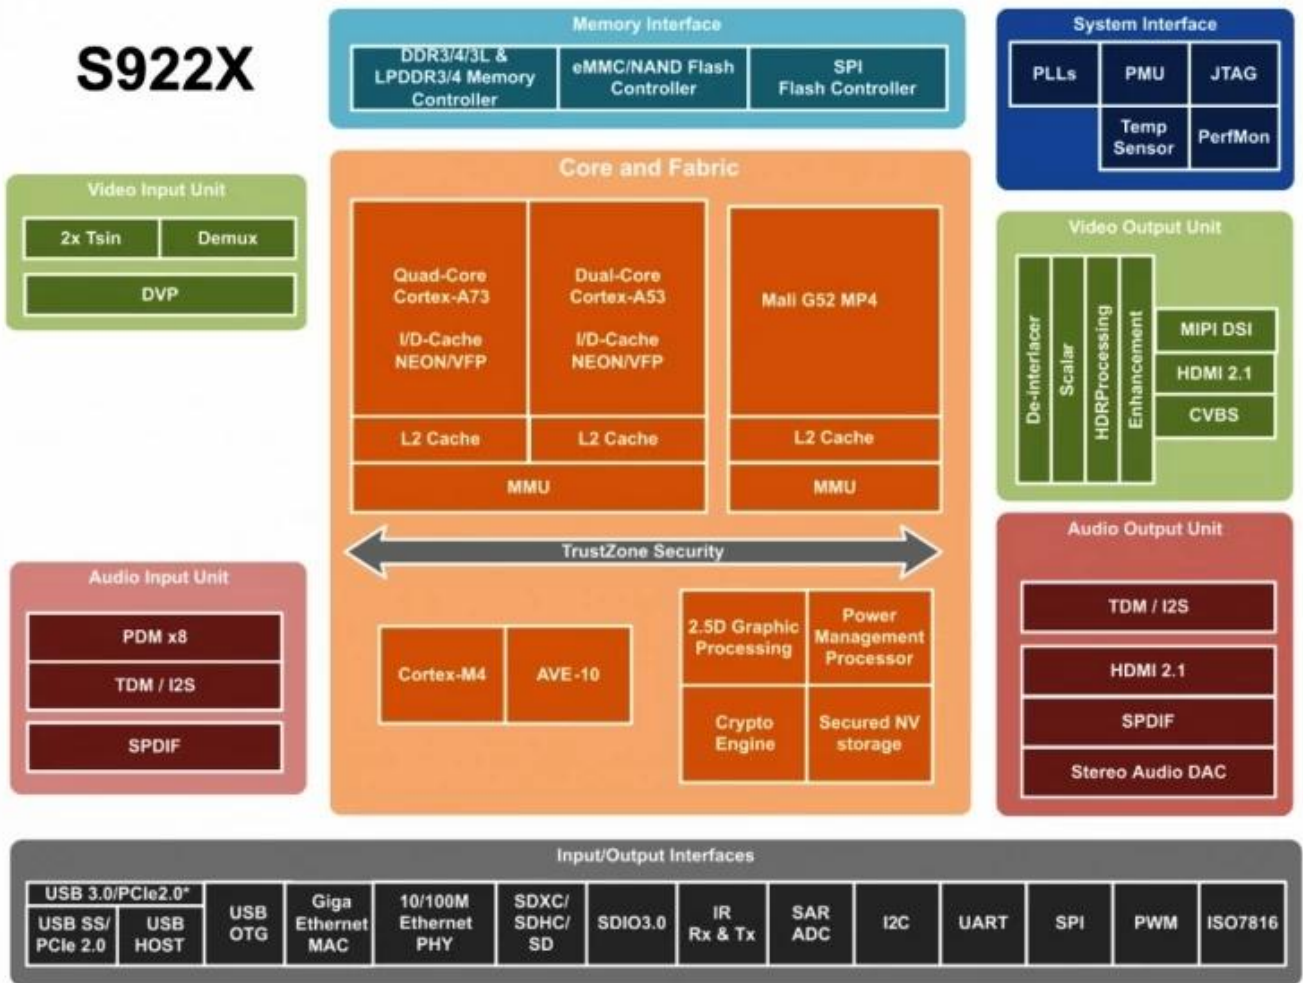 S922X
Memory Interface
DDR3/4/3L &
LPDDR3/4 Memory
Controller
eMMC/NAND Flash
Controller
SPI
Flash Controller
System Interface
PLLs
PMU
JTAG
Temp
Sensor
PerfMon
Video Input Unit
2x Tsin
Demux
DVP
Core and Fabric
Quad-Core
Cortex-A73
I/D-Cache
NEON/VFP
Dual-Core
Cortex-A53
I/D-Cache
NEON/VFP
Mali G52 MP4
L2 Cache
L2 Cache
L2 Cache
MMU
MMU
TrustZone Security
Cortex-M4
AVE-10
2.5D Graphic
Processing
Power
Management
Processor
Crypto
Engine
Secured NV
storage
Video Output Unit
De-interlacer
Scalar
HDRProcessing
Enhancement
MIPI DSI
HDMI 2.1
CVBS
Audio Input Unit
PDM x8
TDM / I2S
SPDIF
Audio Output Unit
TDM / I2S
HDMI 2.1
SPDIF
Stereo Audio DAC
Input/Output Interfaces
USB 3.0/PCIe2.0*
USB SS/
PCIe 2.0
USB
HOST
USB
OTG
Giga
Ethernet
MAC
10/100M
Ethernet
PHY
SDXC/
SDHC/
SD
SDIO3.0
IR
Rx & Tx
SAR
ADC
I2C
UART
SPI
PWM
ISO7816